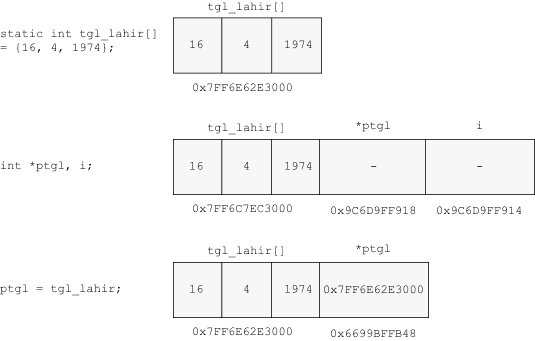 tgl_lahir[]
static int tgl_lahir[]
= {16, 4, 1974};
16 4 1974
0x7FF6E62E3000
tgl_lahir[] *ptgl i
int *ptgl, i;
16 4 1974 - -
0x7FF6C7EC3000 0x9C6D9FF918 0x9C6D9FF914
tgl_lahir[] *ptgl
ptgl = tgl_lahir;
16 4 1974 0x7FF6E62E3000
0x7FF6E62E3000 0x6699BFFB48